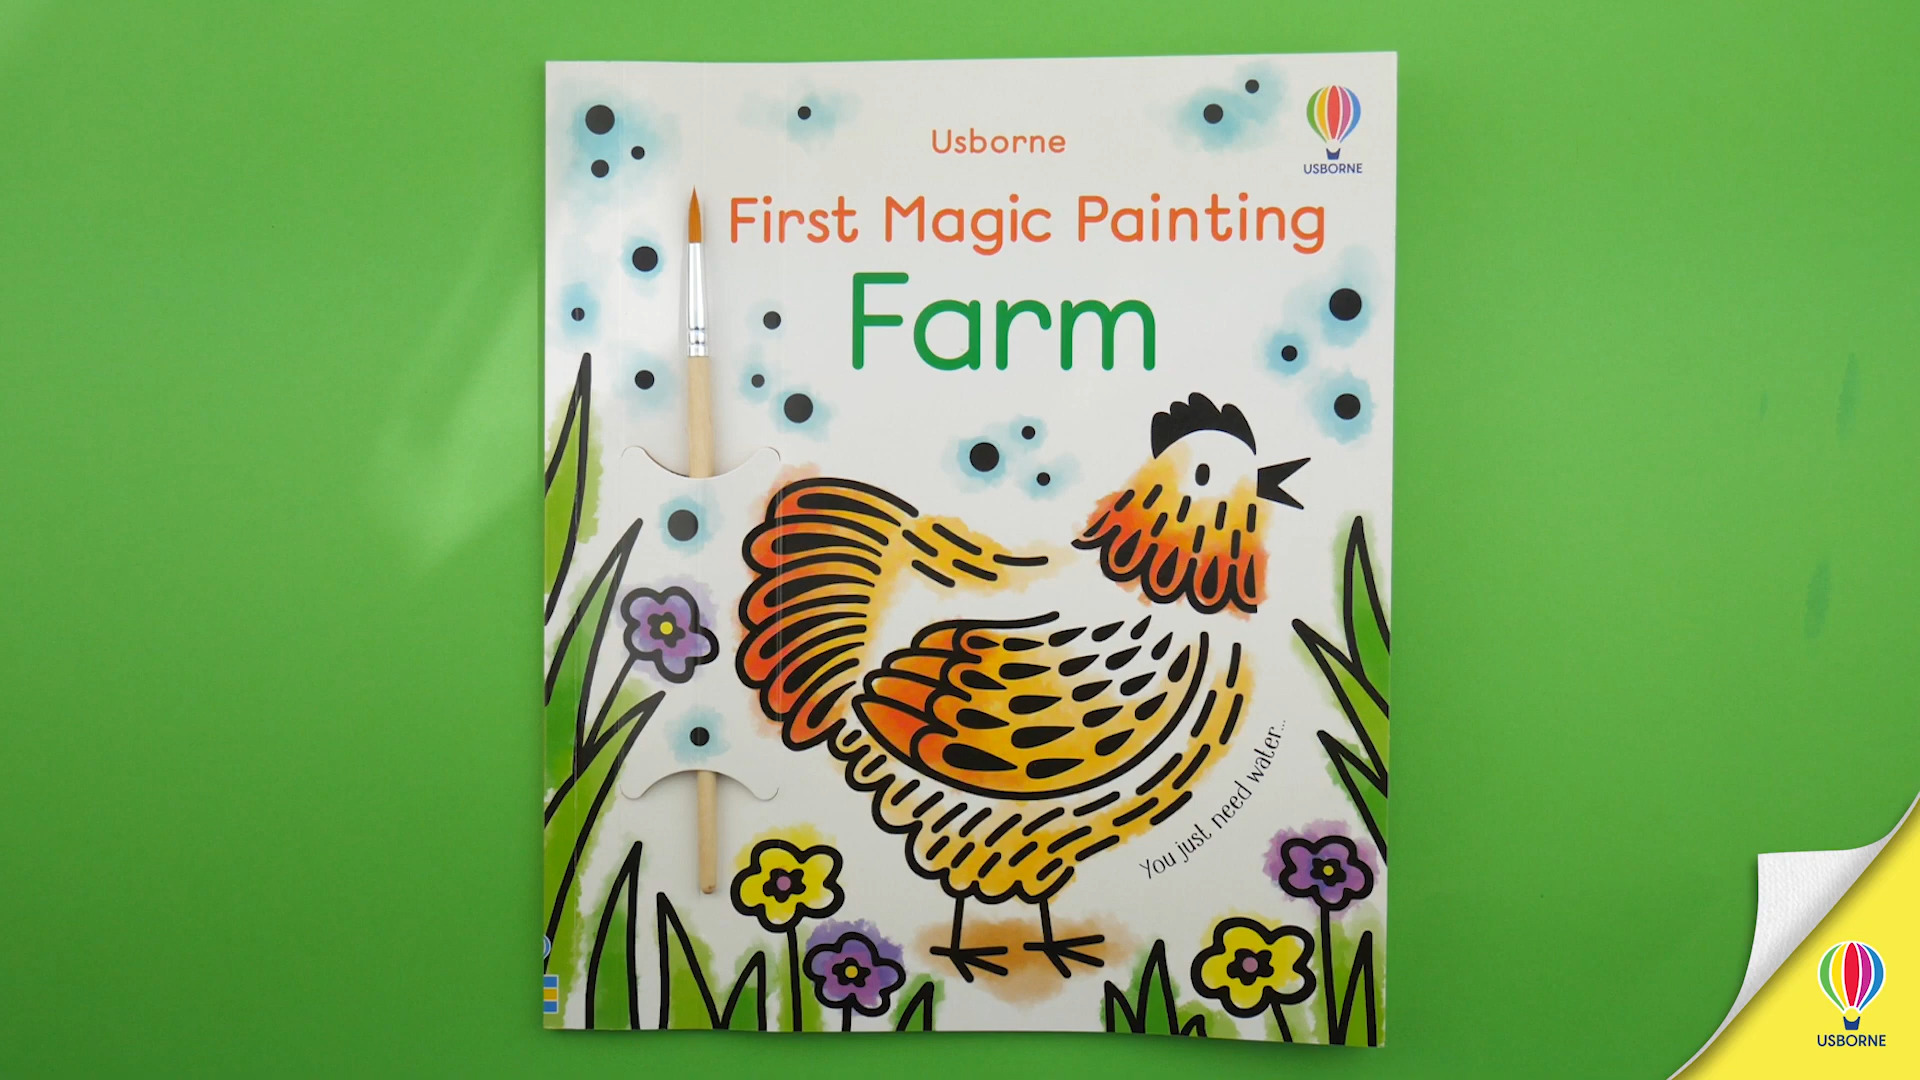 Usborne
USBORNE
First Magic Painting
Farm
You just need water...
USBORNE